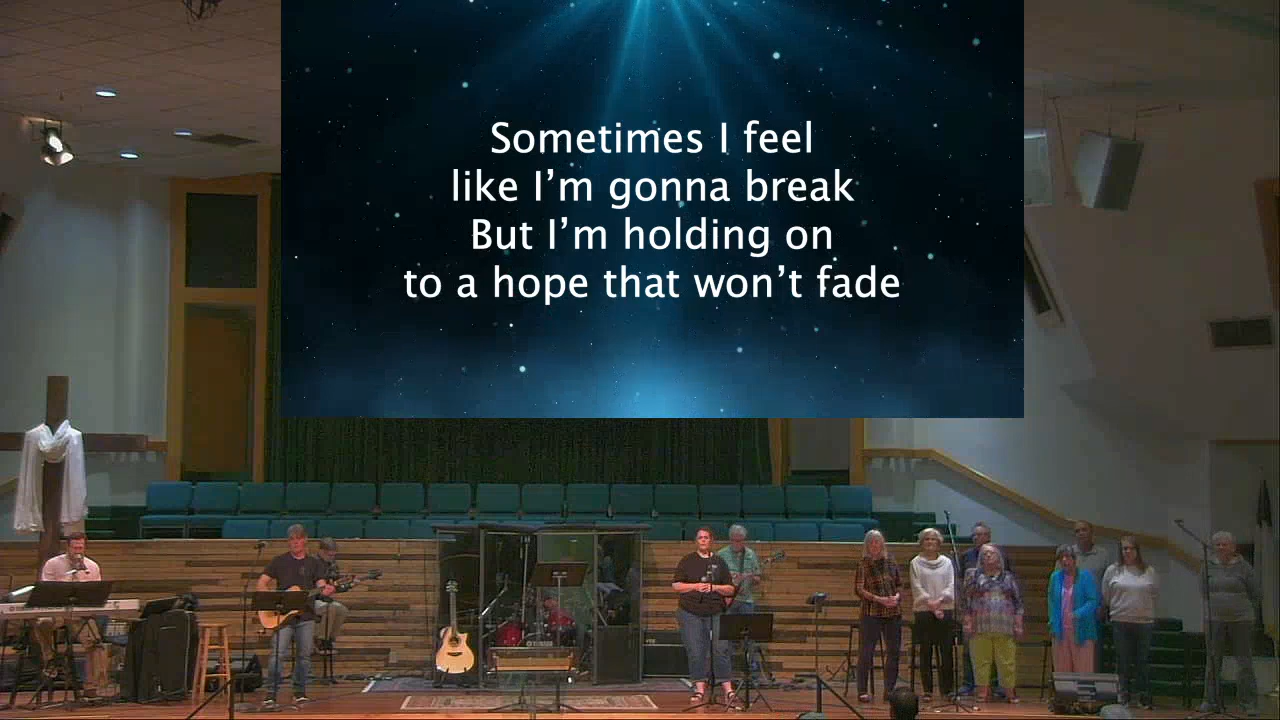 Sometimes I feel
like I’m gonna break
But I’m holding on
to a hope that won’t fade